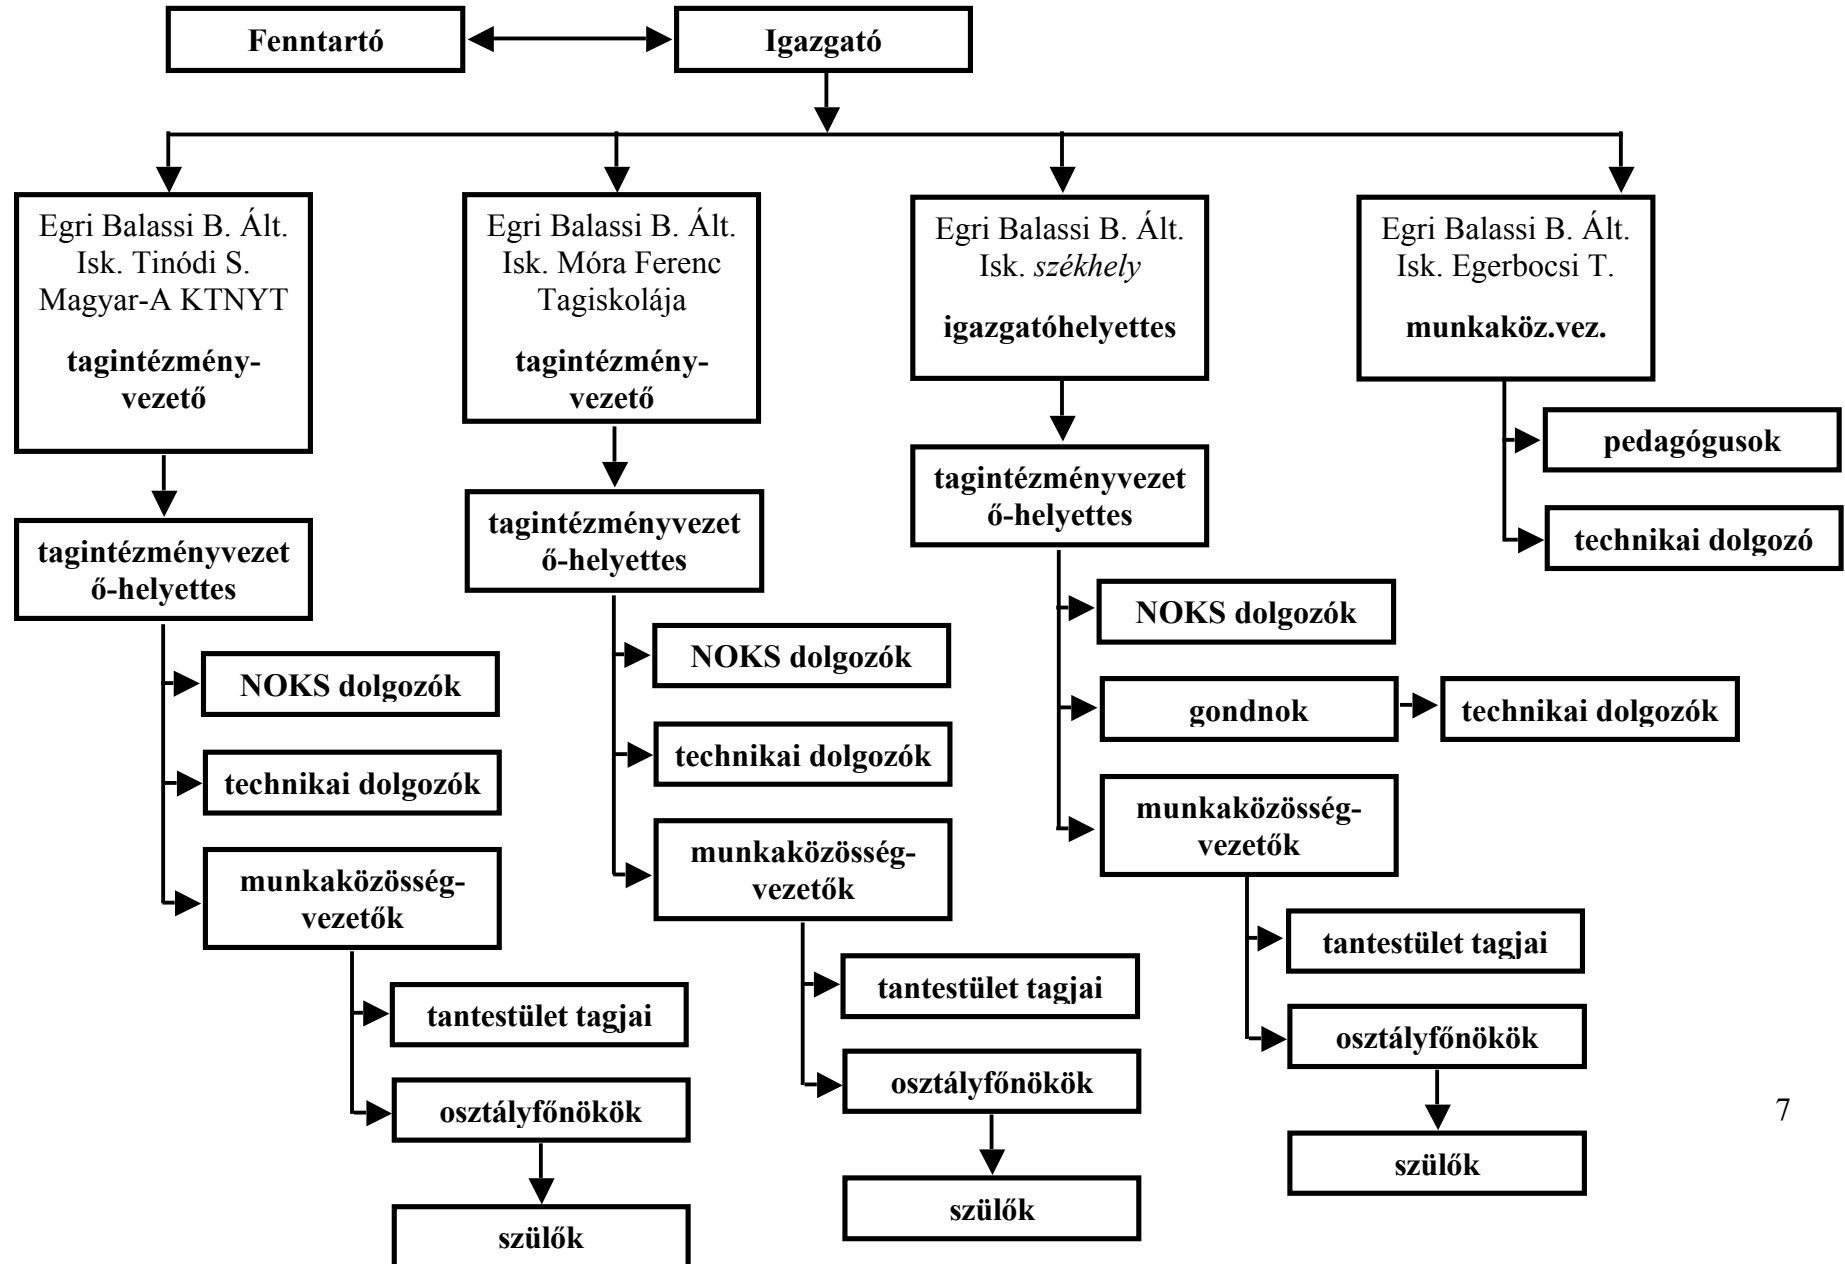 Fenntartó
Igazgató
Egri Balassi B. Ált.
Isk. Tinódi S.
Magyar-A KTNYT
tagintézmény-
vezető
Egri Balassi B. Ált.
Isk. Móra Ferenc
Tagiskolája
tagintézmény-
vezető
Egri Balassi B. Ált.
Isk. székhely
igazgatóhelyettes
Egri Balassi B. Ált.
Isk. Egerbocsi T.
munkaköz.vez.
tagintézményvezet
ő-helyettes
NOKS dolgozók
technikai dolgozók
munkaközösség-
vezetők
tantestület tagjai
osztályfőnökök
szülők
tagintézményvezet
ő-helyettes
NOKS dolgozók
technikai dolgozók
munkaközösség-
vezetők
tantestület tagjai
osztályfőnökök
szülők
tagintézményvezet
ő-helyettes
NOKS dolgozók
gondnok
technikai dolgozók
munkaközösség-
vezetők
tantestület tagjai
osztályfőnökök
szülők
pedagógusok
technikai dolgozó
7